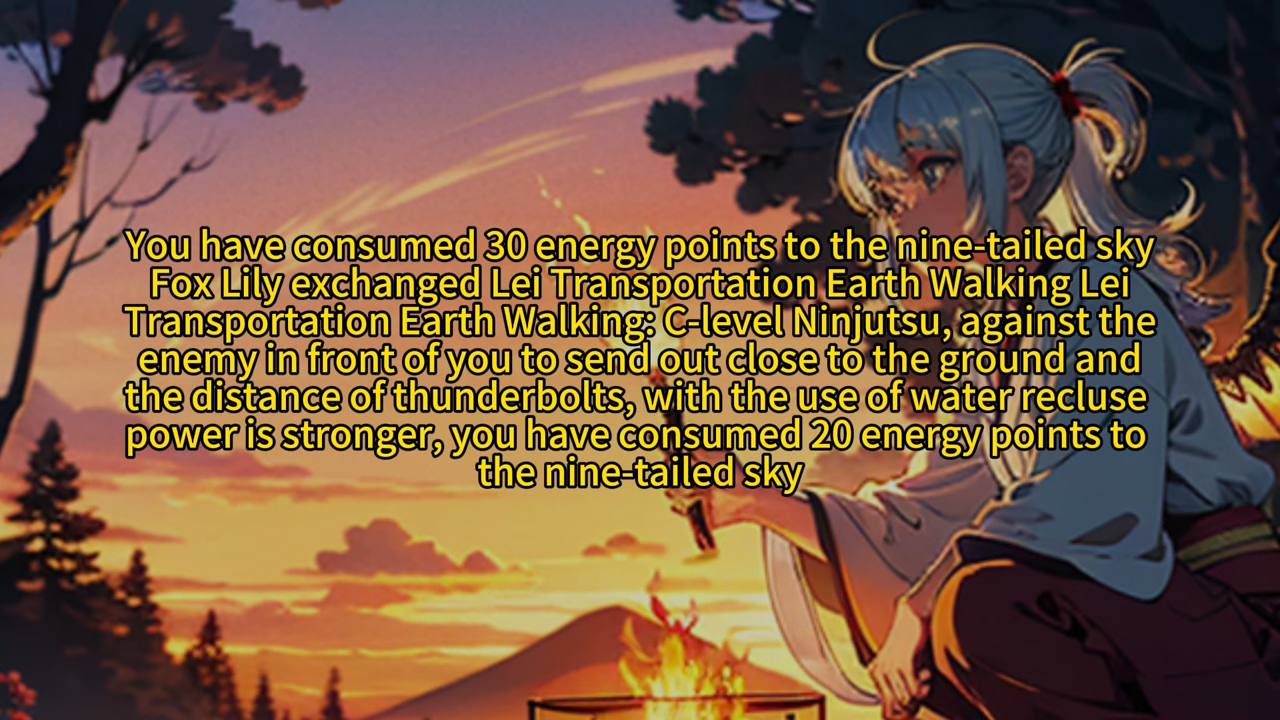 You have consumed 30 energy points to the nine-tailed sky
Fox Lily exchanged Lei Transportation Earth Walking Lei
Transportation Earth Walking: C-level Ninjutsu, against the
enemy in front of you to send out close to the ground and
the distance of thunderbolts, with the use of water recluse
power is stronger, you have consumed 20 energy points to
the nine-tailed sky